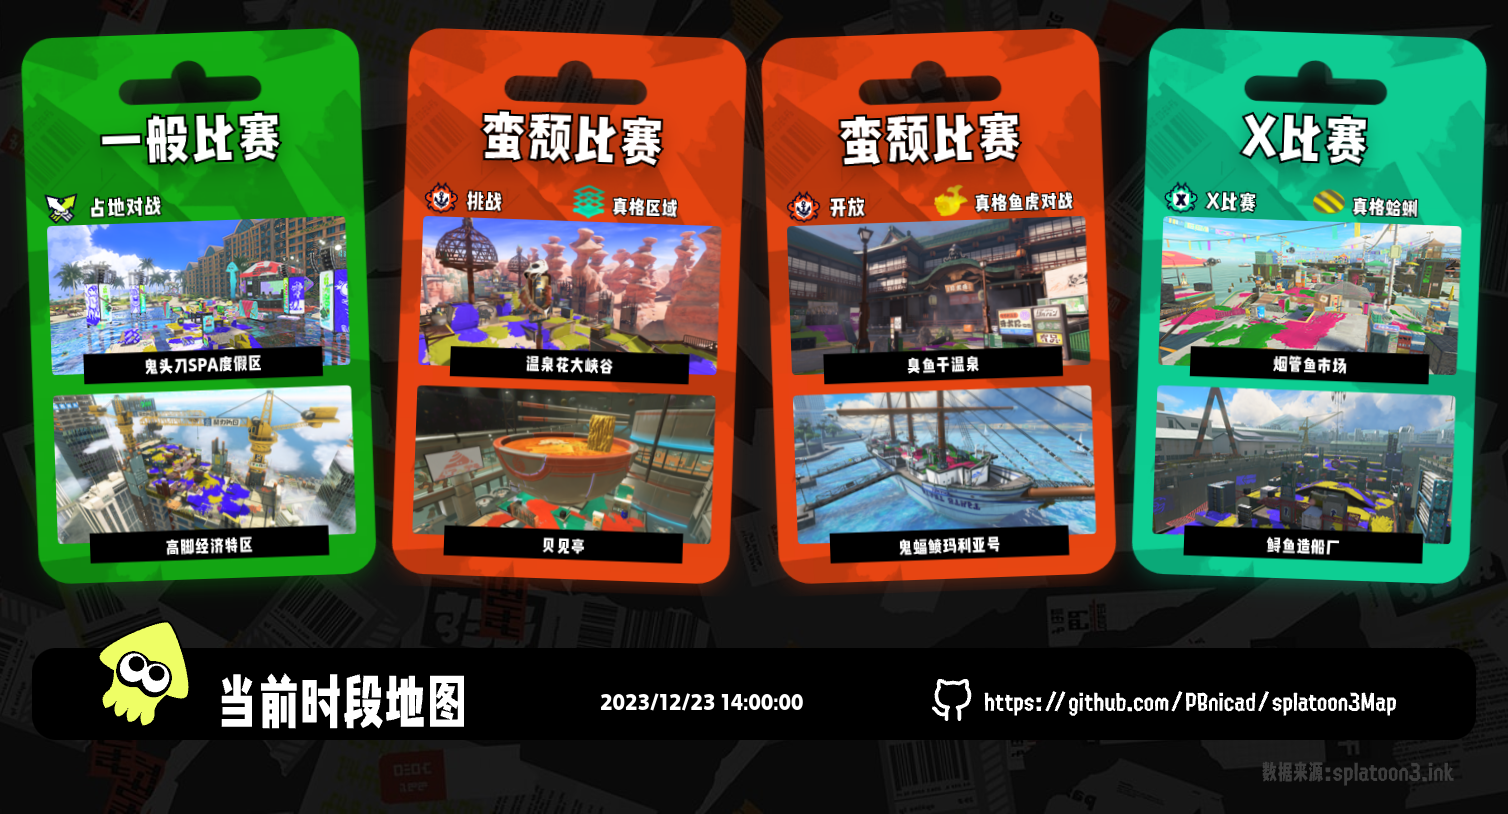 一般比赛
占地对战
鬼头刀SPA度假区
高脚经济特区
蛮颓比赛
挑战
真格区域
温泉花大峡谷
贝见亭
蛮颓比赛
开放
真格鱼虎对战
臭鱼干温泉
鬼蝠鲼玛利亚号
X比赛
X比赛
真格蛤蜊
烟管鱼市场
鲟鱼造船厂
当前时段地图
2023/12/23 14:00:00
https://github.com/PBnicad/splatoon3Map
数据来源:splatoon3.ink